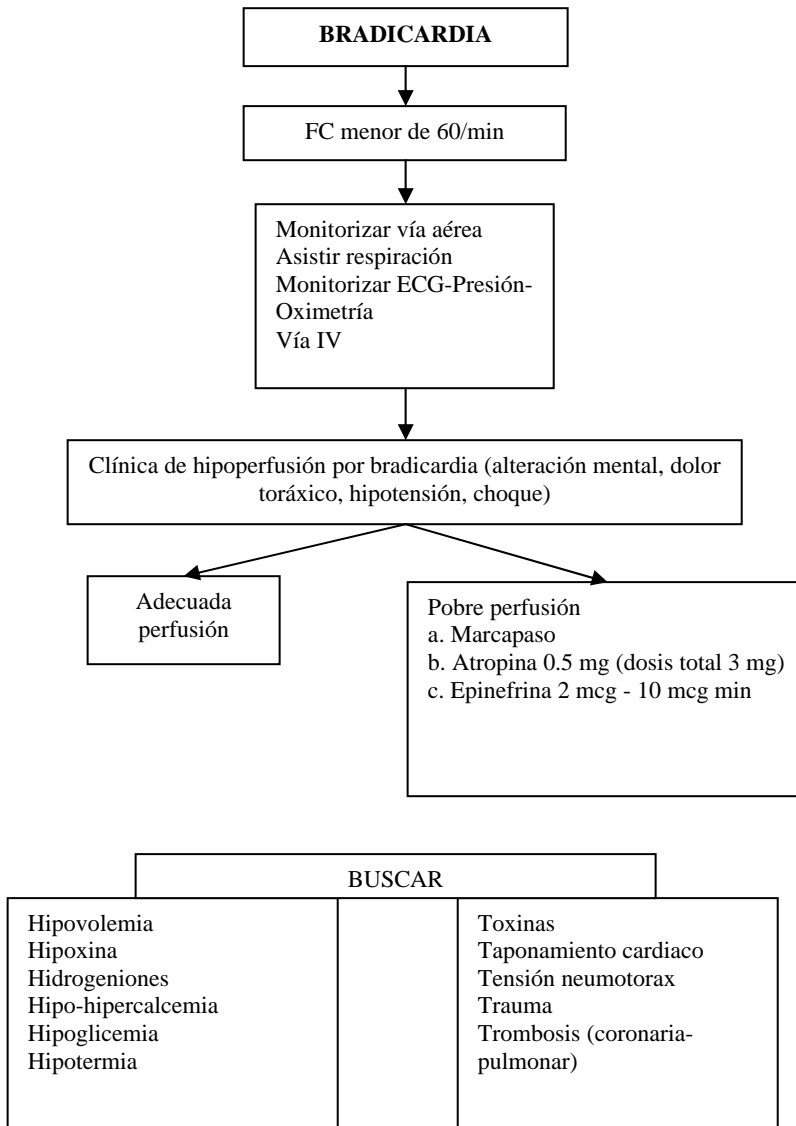 BRADICARDIA
FC menor de 60/min
Monitorizar vía aérea
Asistir respiración
Monitorizar ECG-Presión-
Oximetría
Vía IV
Clínica de hipoperfusión por bradicardia (alteración mental, dolor
toráxico, hipotensión, choque)
Adecuada
perfusión
Pobre perfusión
a. Marcapaso
b. Atropina 0.5 mg (dosis total 3 mg)
c. Epinefrina 2 mcg - 10 mcg min
BUSCAR
Hipovolemia
Hipoxina
Hidrogeniones
Hipo-hipercalcemia
Hipoglicemia
Hipotermia
Toxinas
Taponamiento cardiaco
Tensión neumotorax
Trauma
Trombosis (coronaria-
pulmonar)